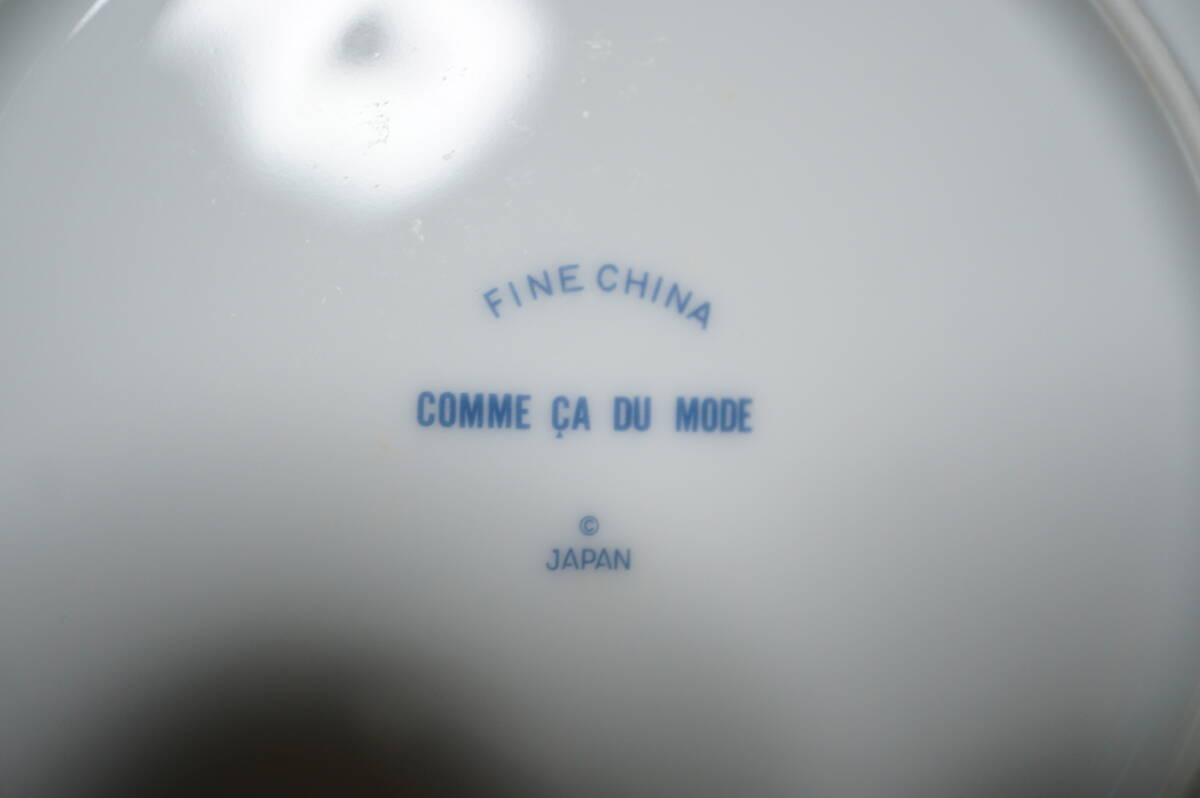 FINE CHINA
COMME ÇA DU MODE
©
JAPAN